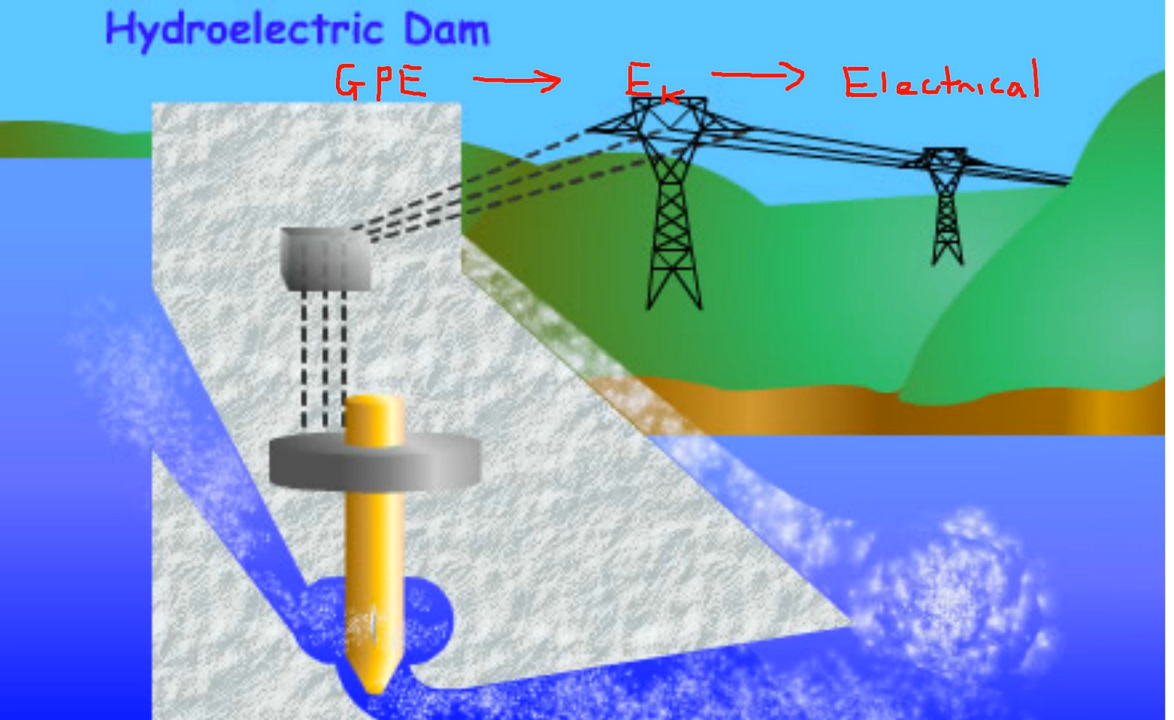 Hydroelectric Dam
GPE → Eₖ → Electrical